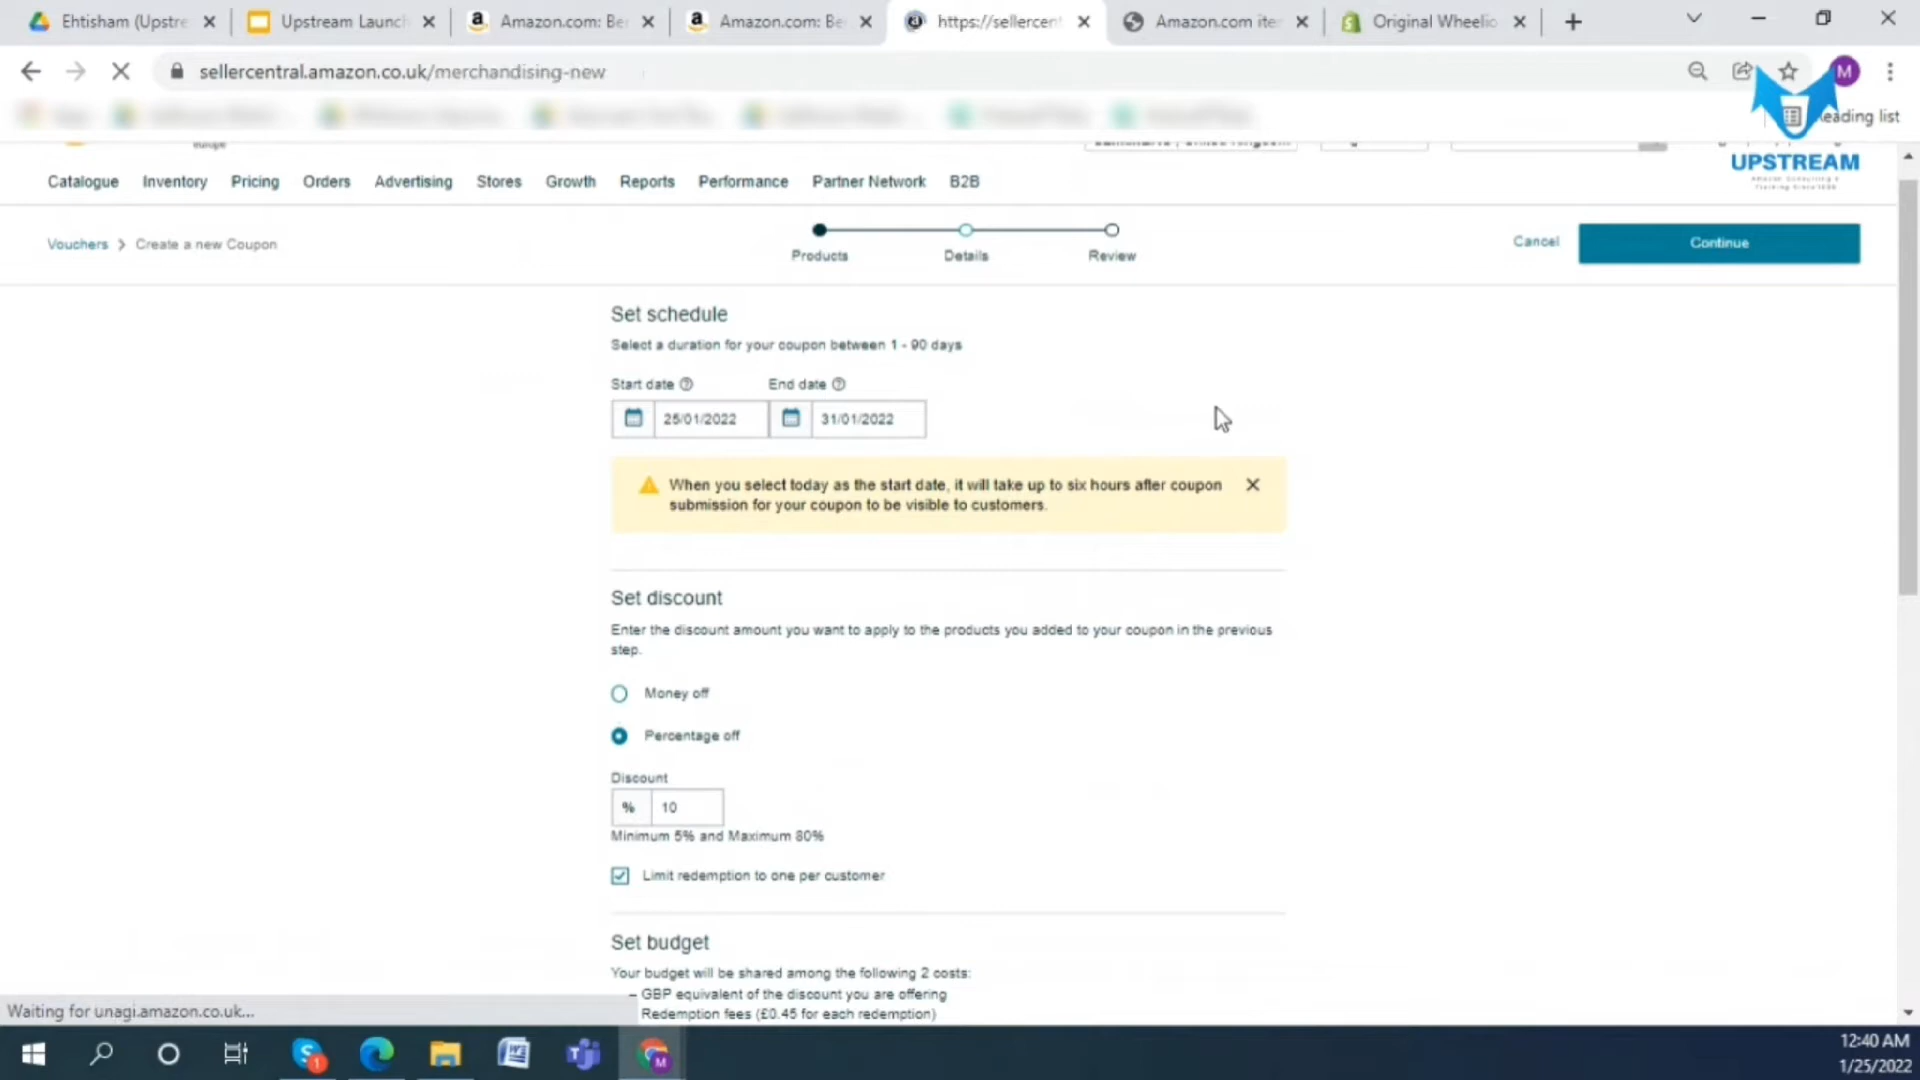 Ehtisham (Upstre
Upstream Launch
Amazon.com: Be
Amazon.com: Be
https://sellercent
Amazon.com ite
Original Wheelio
sellercentral.amazon.co.uk/merchandising-new
M
Reading list
europe
UPSTREAM
Catalogue
Inventory
Pricing
Orders
Advertising
Stores
Growth
Reports
Performance
Partner Network
B2B
Vouchers > Create a new Coupon
Products
Details
Review
Cancel
Continue
Set schedule
Select a duration for your coupon between 1 - 90 days
Start date
End date
25/01/2022
31/01/2022
When you select today as the start date, it will take up to six hours after coupon
submission for your coupon to be visible to customers.
Set discount
Enter the discount amount you want to apply to the products you added to your coupon in the previous
step.
Money off
Percentage off
Discount
% 10
Minimum 5% and Maximum 80%
Limit redemption to one per customer
Set budget
Your budget will be shared among the following 2 costs:
– GBP equivalent of the discount you are offering
Redemption fees (£0.45 for each redemption)
Waiting for unagi.amazon.co.uk...
12:40 AM
1/25/2022